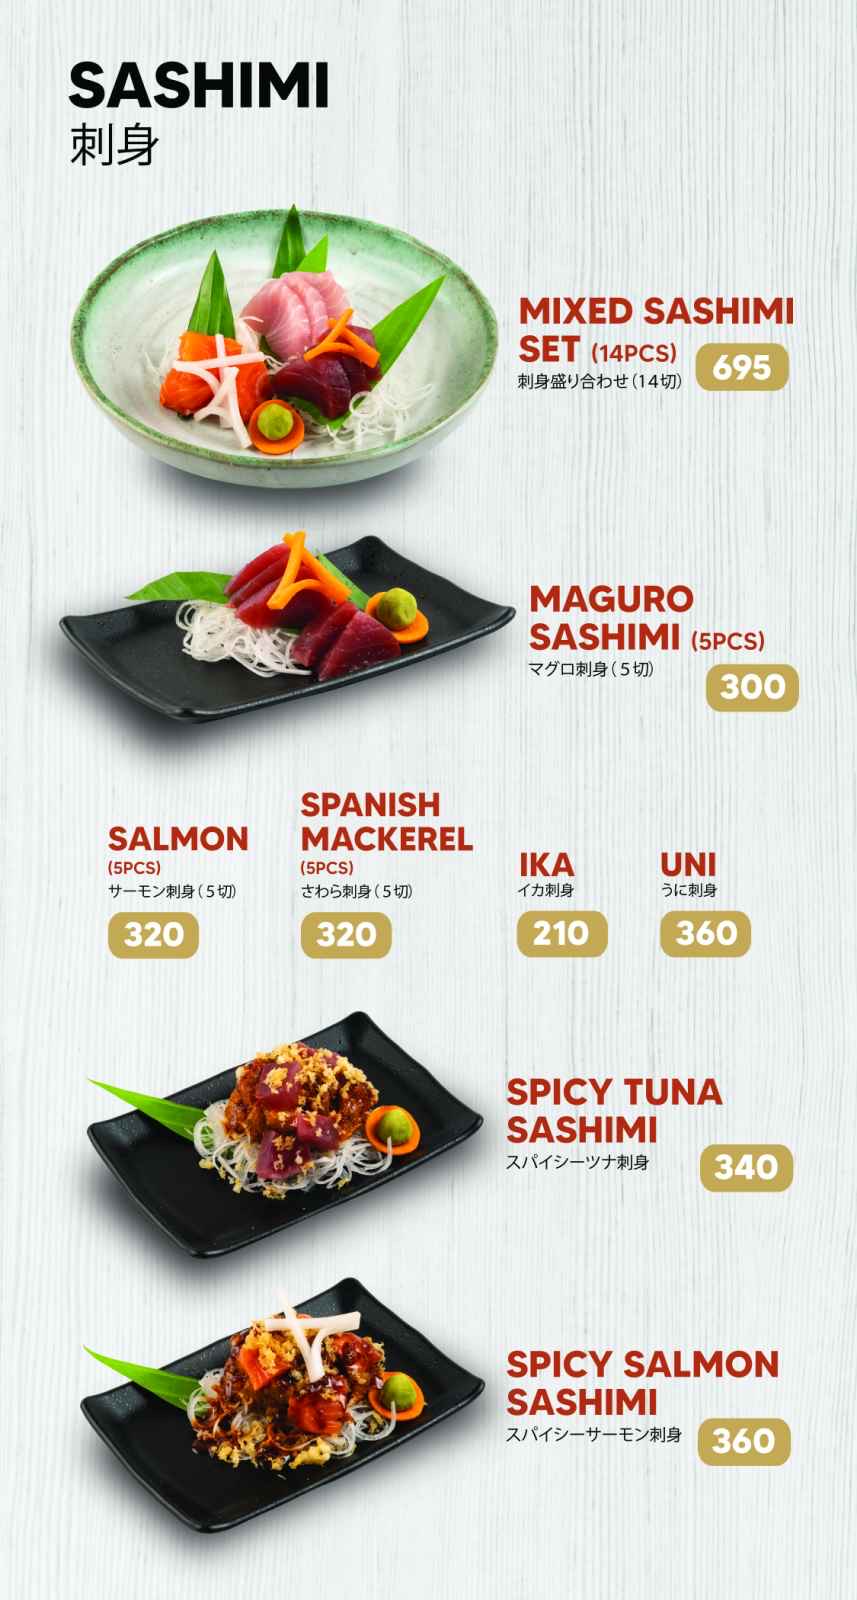 SASHIMI
刺身
MIXED SASHIMI
SET (14PCS)
刺身盛り合わせ(14切)
695
MAGURO
SASHIMI (5PCS)
マグロ刺身(5切)
300
SALMON
(5PCS)
サーモン刺身(5切)
320
SPANISH
MACKEREL
(5PCS)
さわら刺身(5切)
320
IKA
イカ刺身
210
UNI
うに刺身
360
SPICY TUNA
SASHIMI
スパイシーツナ刺身
340
SPICY SALMON
SASHIMI
スパイシーサーモン刺身
360